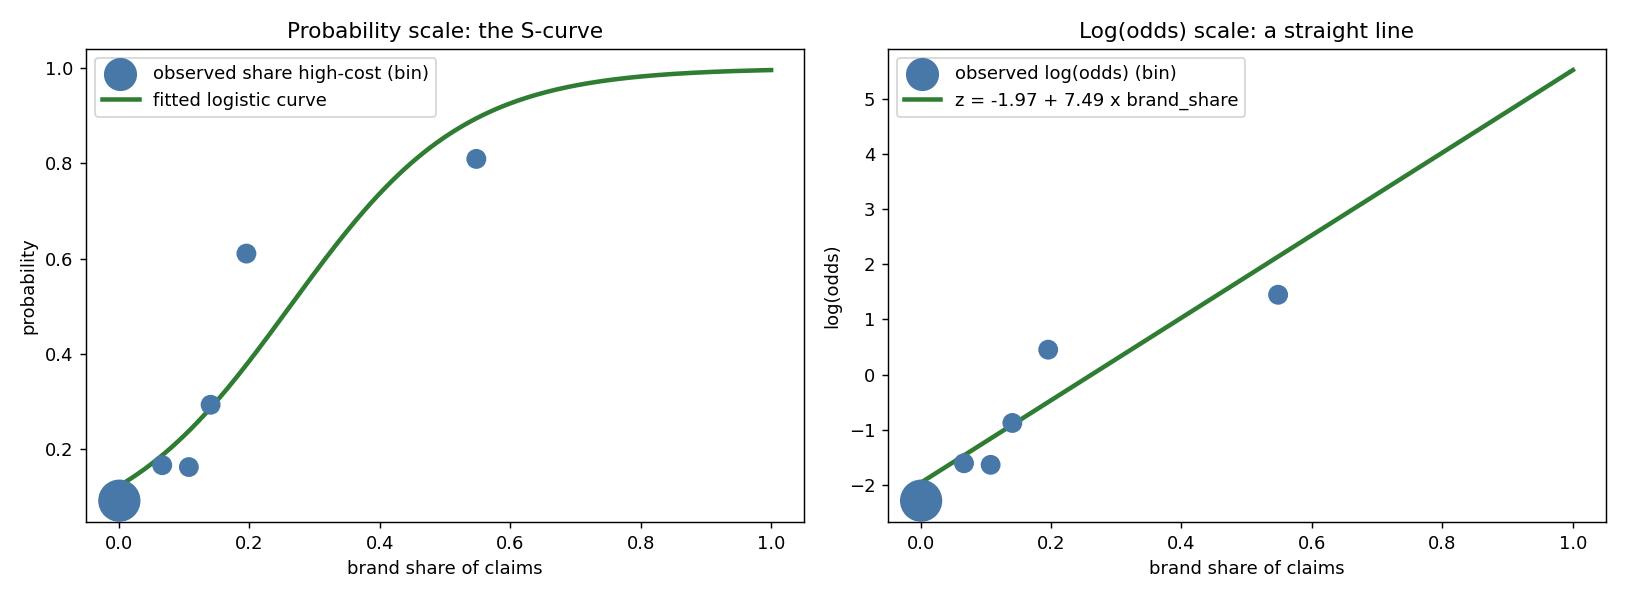 Probability scale: the S-curve
observed share high-cost (bin)
fitted logistic curve
probability
1.0
0.8
0.6
0.4
0.2
0.0 0.2 0.4 0.6 0.8 1.0
brand share of claims
Log(odds) scale: a straight line
observed log(odds) (bin)
z = -1.97 + 7.49 x brand_share
log(odds)
5
4
3
2
1
0
−1
−2
0.0 0.2 0.4 0.6 0.8 1.0
brand share of claims